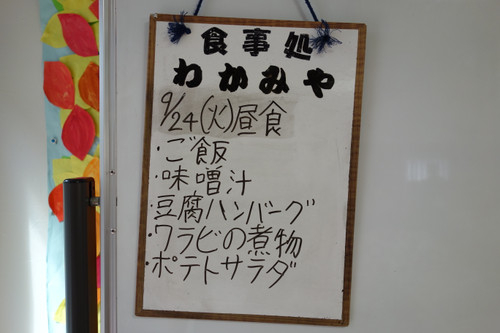 食事処
わかみや
9/24(火)昼食
・ご飯
・味噌汁
・豆腐ハンバーグ
・ワラビの煮物
・ポテトサラダ